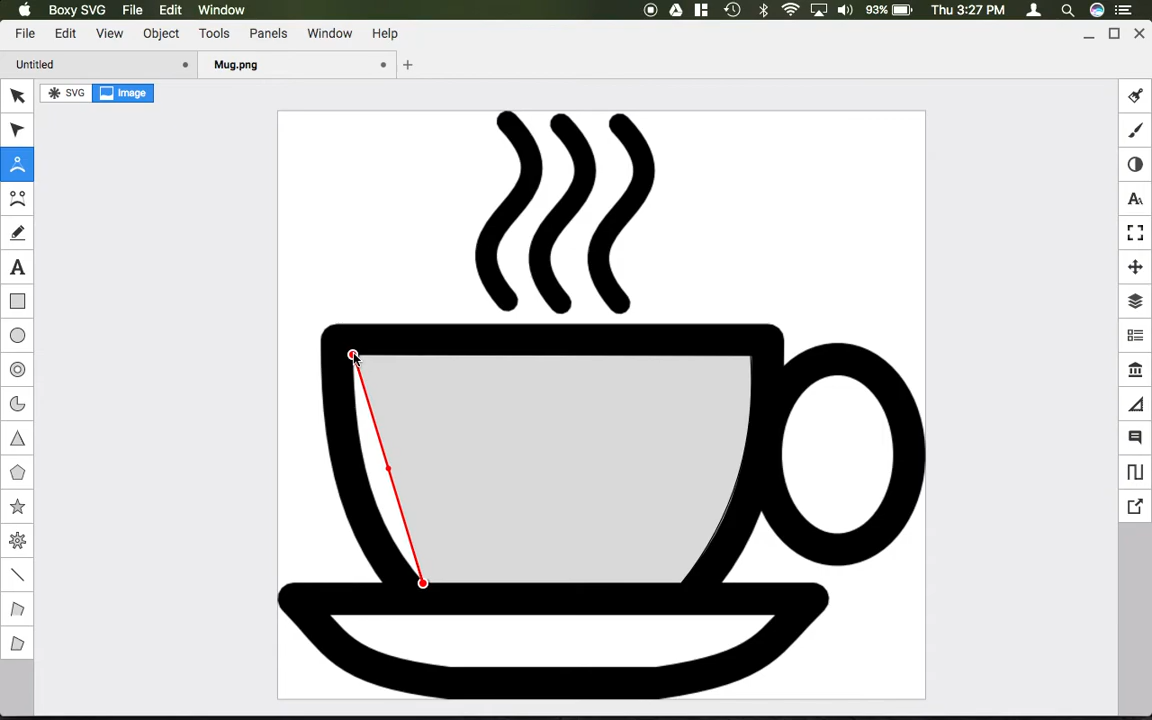 Boxy SVG File Edit Window 93% Thu 3:27 PM
File Edit View Object Tools Panels Window Help
Untitled Mug.png
SVG Image
A
A